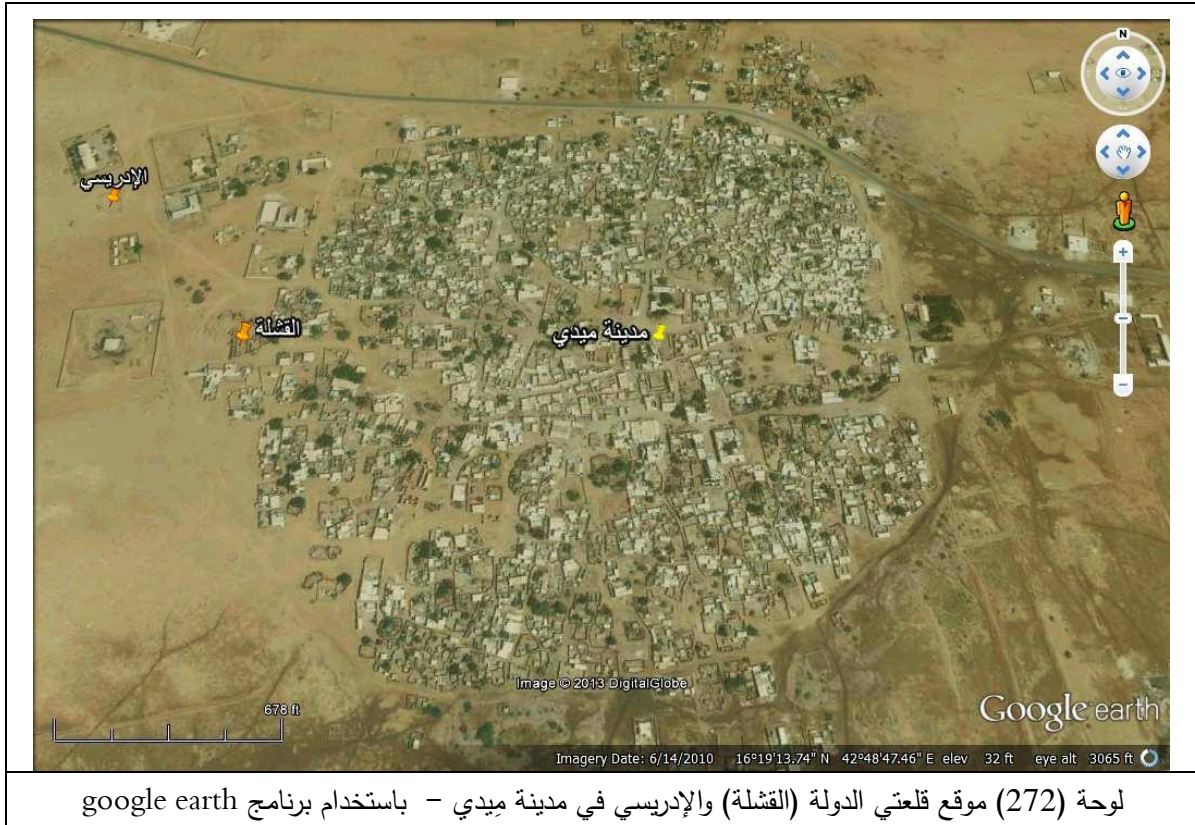 N
الإدريسي
القشلة
مدينة ميدي
Image © 2013 DigitalGlobe
678 ft
Google earth
Imagery Date: 6/14/2010 16°19'13.74" N 42°48'47.46" E elev 32 ft eye alt 3065 ft
لوحة (272) موقع قلعتي الدولة (القشلة) والإدريسي في مدينة مِيدي – باستخدام برنامج google earth